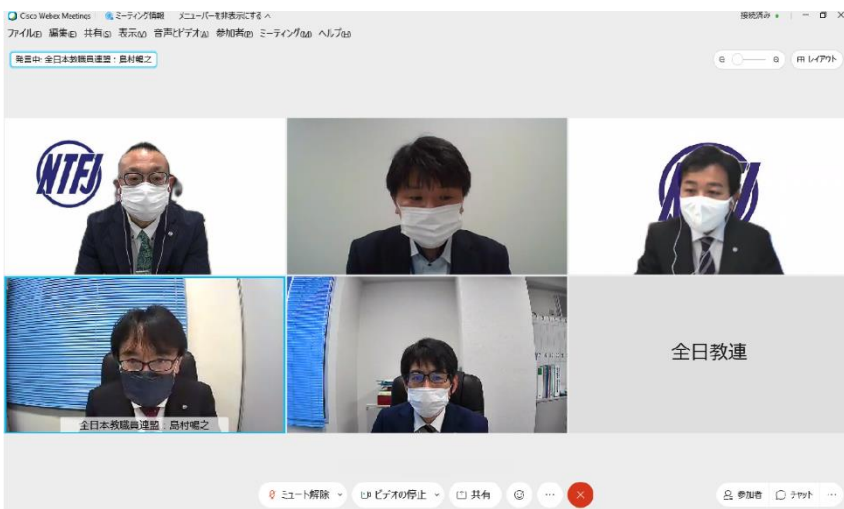 Cisco Webex Meetings ミーティング情報 メニューバーを非表示にする 接続済み
ファイル(F) 編集(E) 共有(S) 表示(V) 音声とビデオ(A) 参加者(P) ミーティング(M) ヘルプ(H)
発言中: 全日本教職員連盟：島村暢之
レイアウト
NTFJ
全日教連
全日本教職員連盟：島村暢之
ミュート解除 ビデオの停止 共有 参加者 チャット